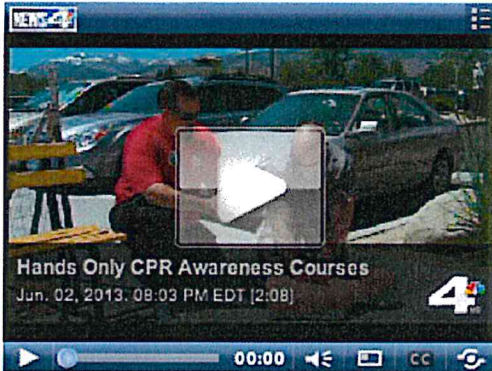 NEWS 4
Hands Only CPR Awareness Courses
Jun. 02, 2013. 08:03 PM EDT [2:08]
4
00:00
CC